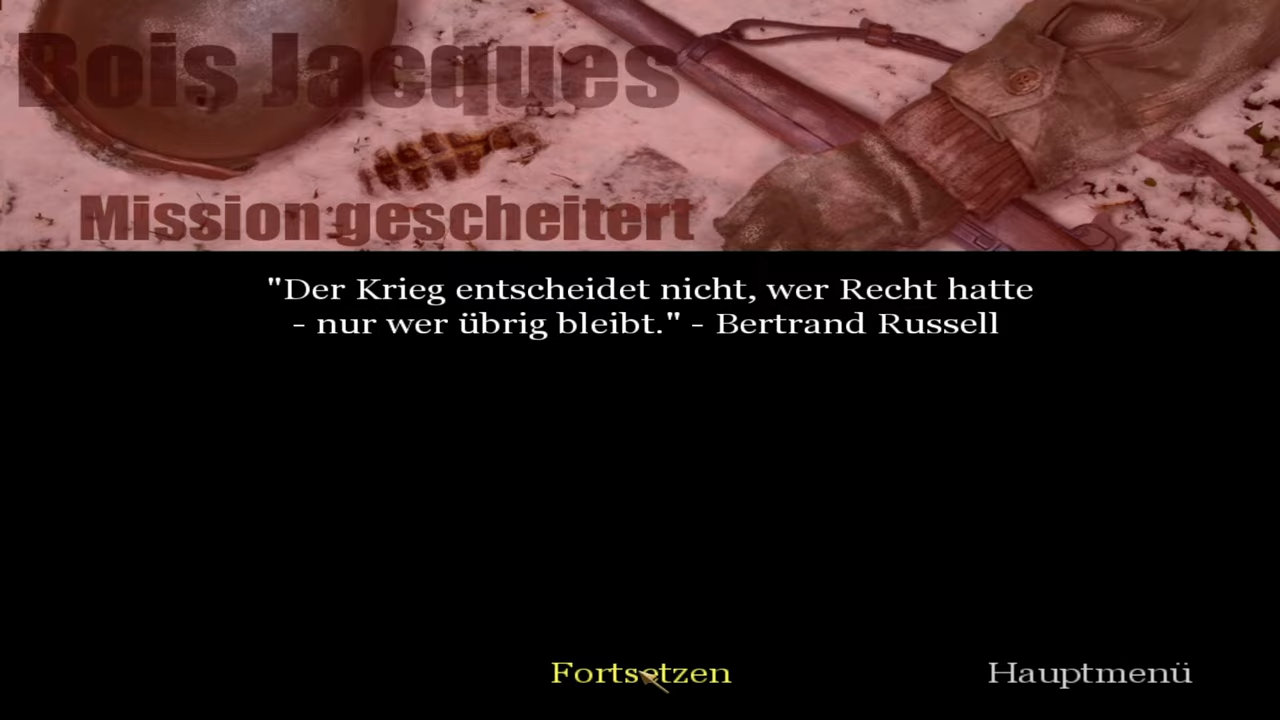 Bois Jacques
Mission gescheitert
"Der Krieg entscheidet nicht, wer Recht hatte
- nur wer übrig bleibt." - Bertrand Russell
Fortsetzen
Hauptmenü